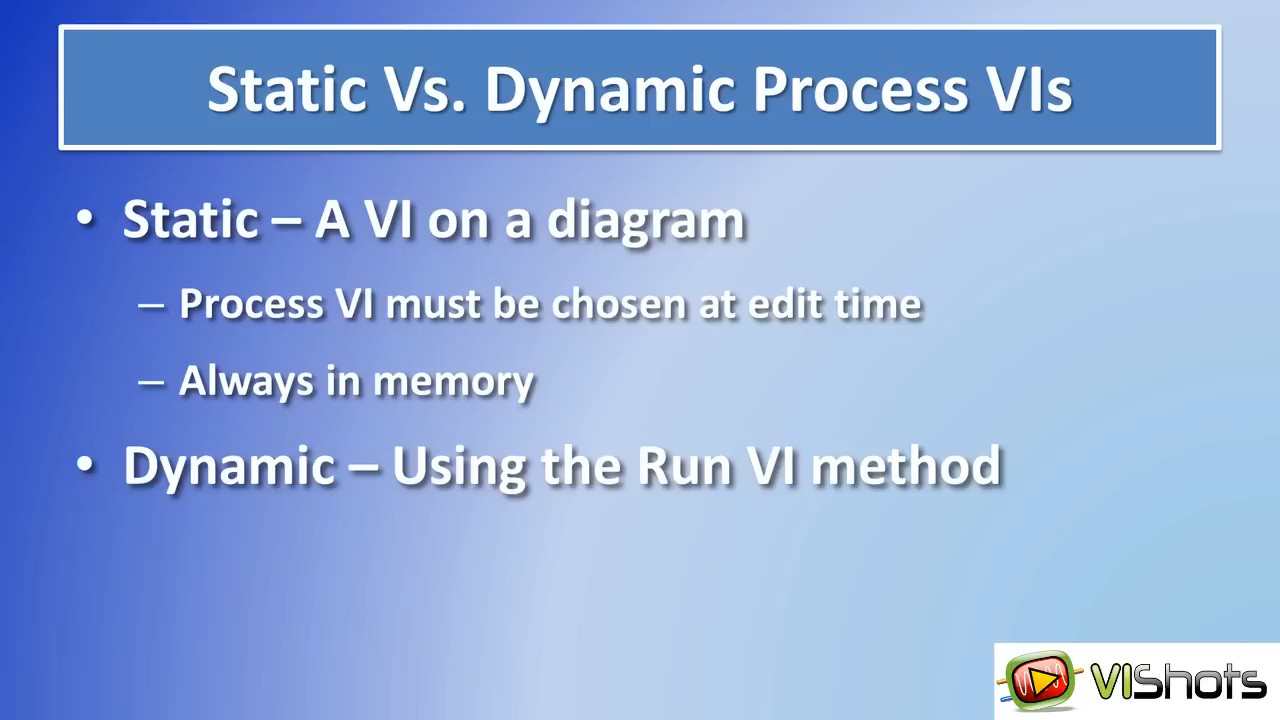 Static Vs. Dynamic Process VIs
• Static – A VI on a diagram
– Process VI must be chosen at edit time
– Always in memory
• Dynamic – Using the Run VI method
VIShots